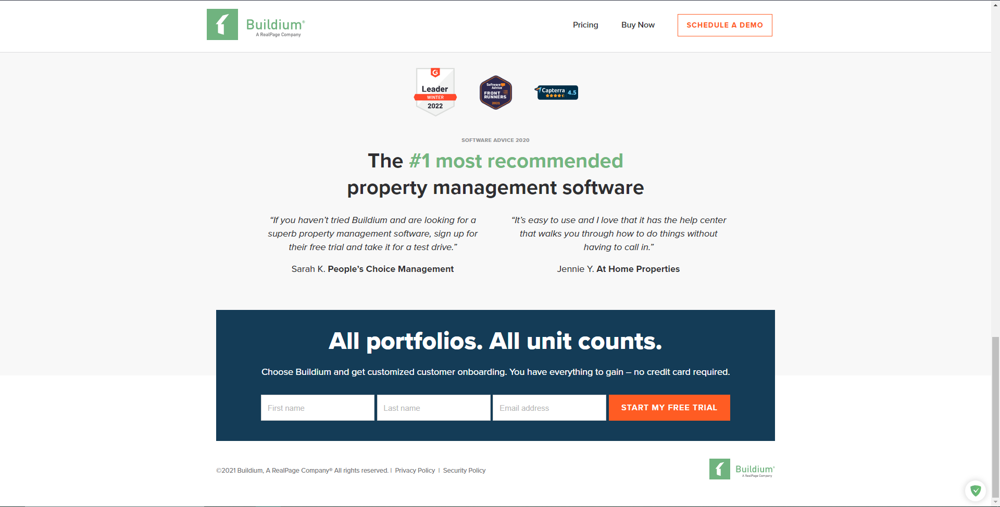 Buildium®
A RealPage Company
Pricing
Buy Now
SCHEDULE A DEMO
Leader
WINTER
2022
Software Advice
FRONT RUNNERS
2021
Capterra
4.5
SOFTWARE ADVICE 2020
The #1 most recommended
property management software
“If you haven’t tried Buildium and are looking for a
superb property management software, sign up for
their free trial and take it for a test drive.”
Sarah K. People’s Choice Management
“It’s easy to use and I love that it has the help center
that walks you through how to do things without
having to call in.”
Jennie Y. At Home Properties
All portfolios. All unit counts.
Choose Buildium and get customized customer onboarding. You have everything to gain – no credit card required.
First name
Last name
Email address
START MY FREE TRIAL
©2021 Buildium, A RealPage Company® All rights reserved. | Privacy Policy | Security Policy
Buildium®
A RealPage Company